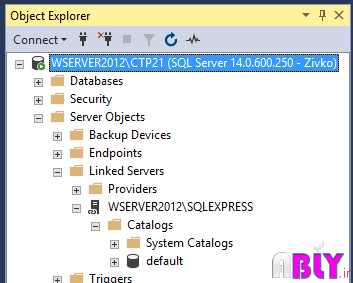 Object Explorer
Connect
WSERVER2012\CTP21 (SQL Server 14.0.600.250 - Zivko)
Databases
Security
Server Objects
Backup Devices
Endpoints
Linked Servers
Providers
WSERVER2012\SQLEXPRESS
Catalogs
System Catalogs
default
Triggers
ABLY.ir